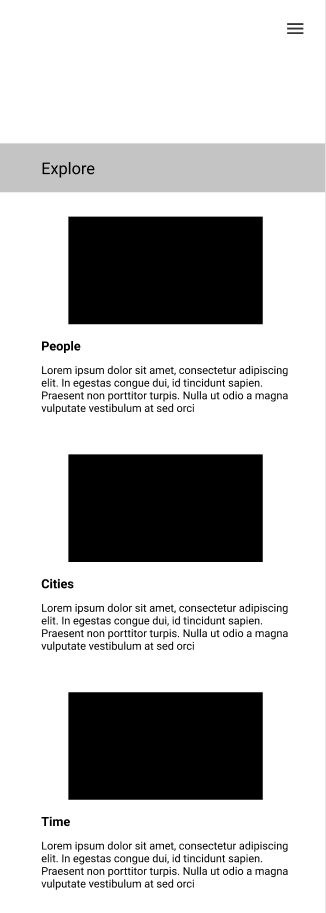 Explore
People
Lorem ipsum dolor sit amet, consectetur adipiscing
elit. In egestas congue dui, id tincidunt sapien.
Praesent non porttitor turpis. Nulla ut odio a magna
vulputate vestibulum at sed orci
Cities
Lorem ipsum dolor sit amet, consectetur adipiscing
elit. In egestas congue dui, id tincidunt sapien.
Praesent non porttitor turpis. Nulla ut odio a magna
vulputate vestibulum at sed orci
Time
Lorem ipsum dolor sit amet, consectetur adipiscing
elit. In egestas congue dui, id tincidunt sapien.
Praesent non porttitor turpis. Nulla ut odio a magna
vulputate vestibulum at sed orci